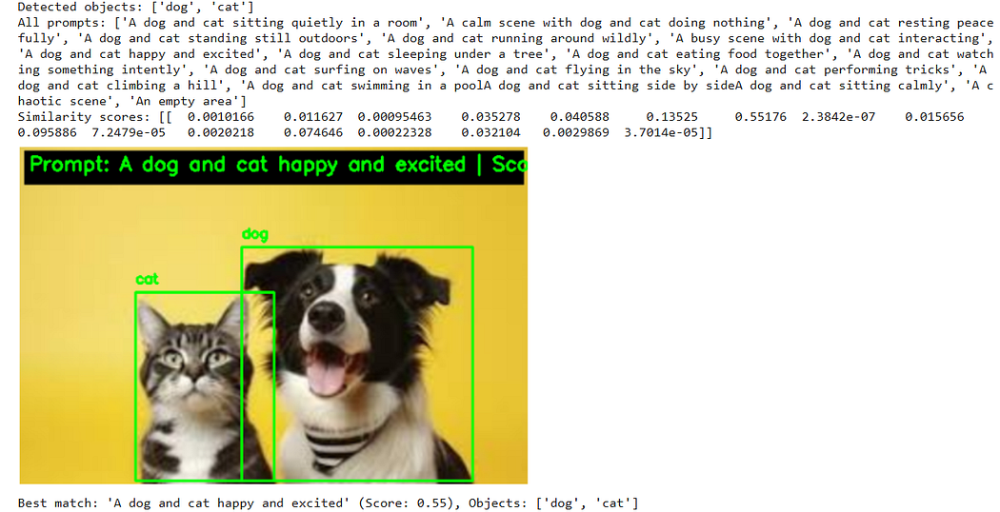 Detected objects: ['dog', 'cat']
All prompts: ['A dog and cat sitting quietly in a room', 'A calm scene with dog and cat doing nothing', 'A dog and cat resting peace
fully', 'A dog and cat standing still outdoors', 'A dog and cat running around wildly', 'A busy scene with dog and cat interacting',
'A dog and cat happy and excited', 'A dog and cat sleeping under a tree', 'A dog and cat eating food together', 'A dog and cat watch
ing something intently', 'A dog and cat surfing on waves', 'A dog and cat flying in the sky', 'A dog and cat performing tricks', 'A
dog and cat climbing a hill', 'A dog and cat swimming in a poolA dog and cat sitting side by sideA dog and cat sitting calmly', 'A c
haotic scene', 'An empty area']
Similarity scores: [[ 0.0010166 0.011627 0.00095463 0.035278 0.040588 0.13525 0.55176 2.3842e-07 0.015656
0.095886 7.2479e-05 0.0020218 0.074646 0.00022328 0.032104 0.0029869 3.7014e-05]]
Prompt: A dog and cat happy and excited | Sco
dog
cat
Best match: 'A dog and cat happy and excited' (Score: 0.55), Objects: ['dog', 'cat']